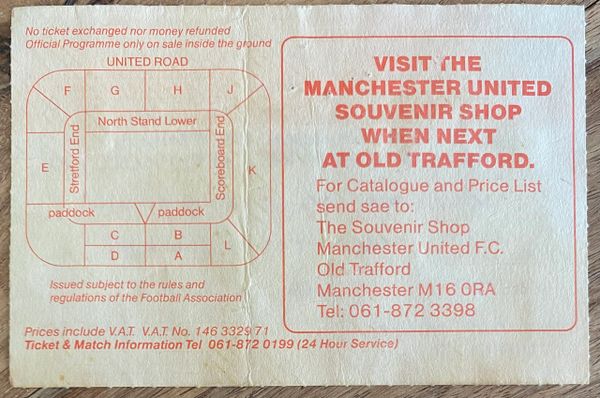 No ticket exchanged nor money refunded
Official Programme only on sale inside the ground
UNITED ROAD
F G H J
North Stand Lower
Stretford End
Scoreboard End
E
K
paddock paddock
C B
L
D A
Issued subject to the rules and
regulations of the Football Association
Prices include V.A.T. V.A.T. No. 146 3329 71
Ticket & Match Information Tel 061-872 0199 (24 Hour Service)
VISIT THE
MANCHESTER UNITED
SOUVENIR SHOP
WHEN NEXT
AT OLD TRAFFORD.
For Catalogue and Price List
send sae to:
The Souvenir Shop
Manchester United F.C.
Old Trafford
Manchester M16 0RA
Tel: 061-872 3398